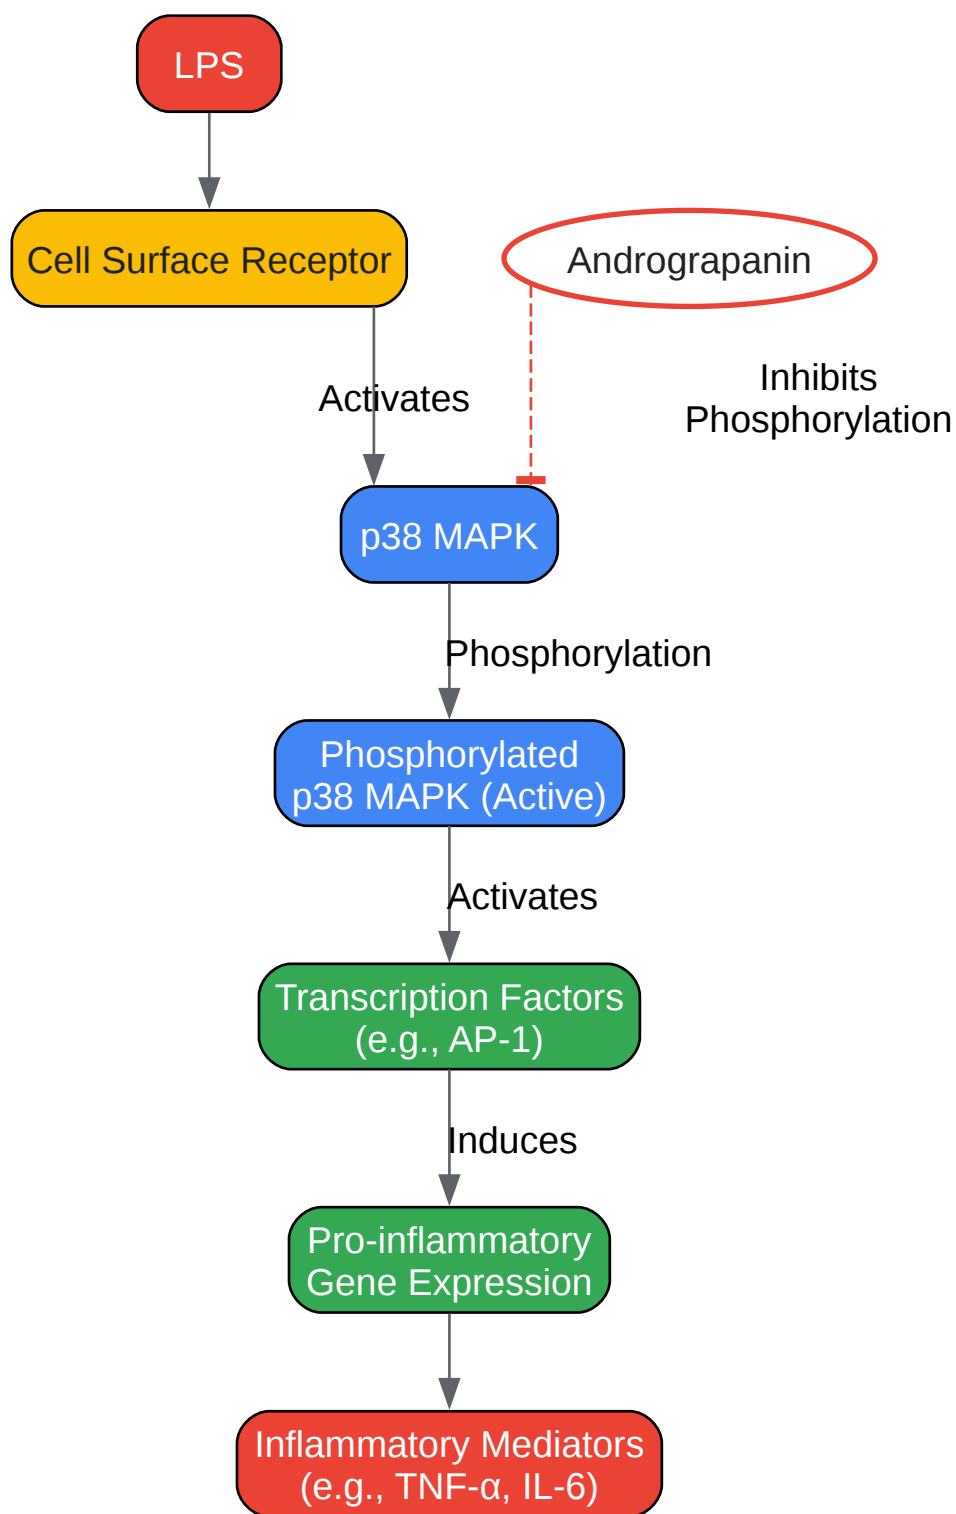 LPS
Cell Surface Receptor
Andrograpanin
Activates
Inhibits
Phosphorylation
p38 MAPK
Phosphorylation
Phosphorylated
p38 MAPK (Active)
Activates
Transcription Factors
(e.g., AP-1)
Induces
Pro-inflammatory
Gene Expression
Inflammatory Mediators
(e.g., TNF-α, IL-6)